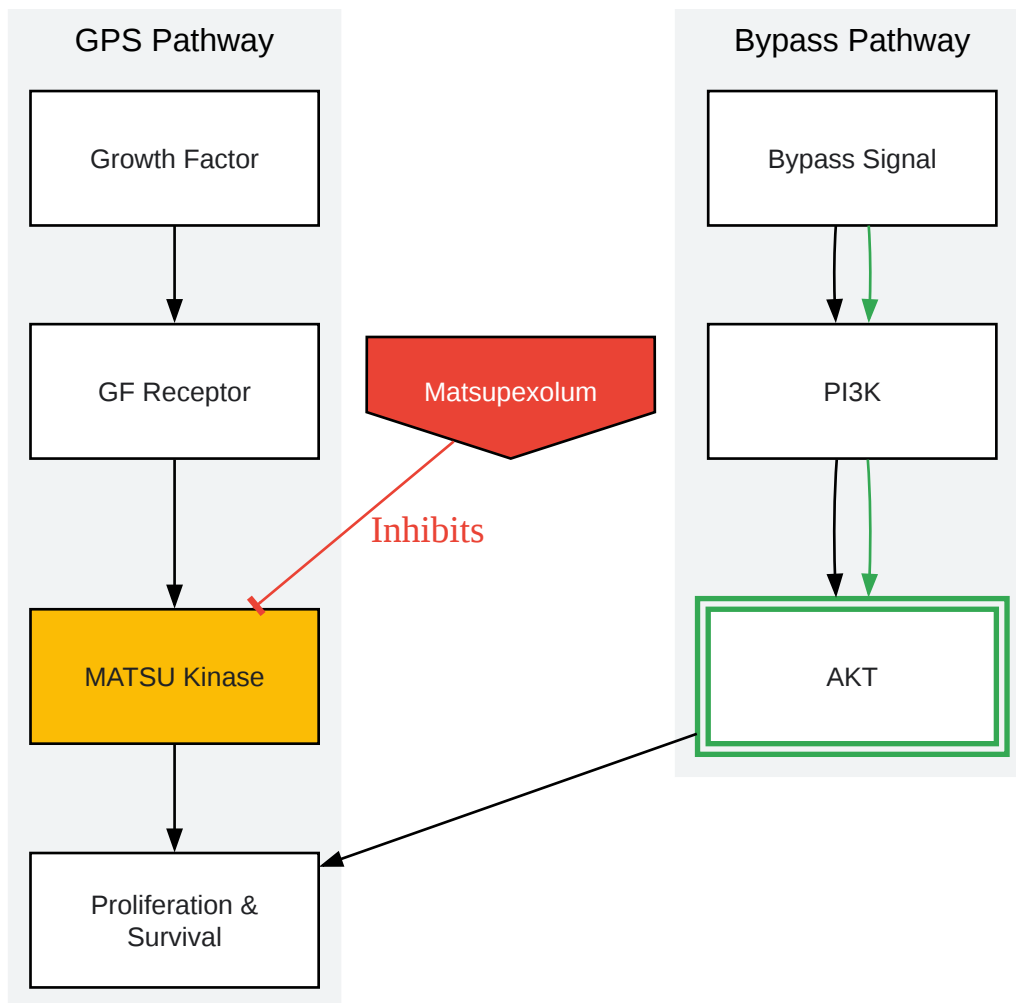 GPS Pathway
Bypass Pathway
Growth Factor
Bypass Signal
GF Receptor
Matsupexolum
PI3K
Inhibits
MATSU Kinase
AKT
Proliferation &
Survival